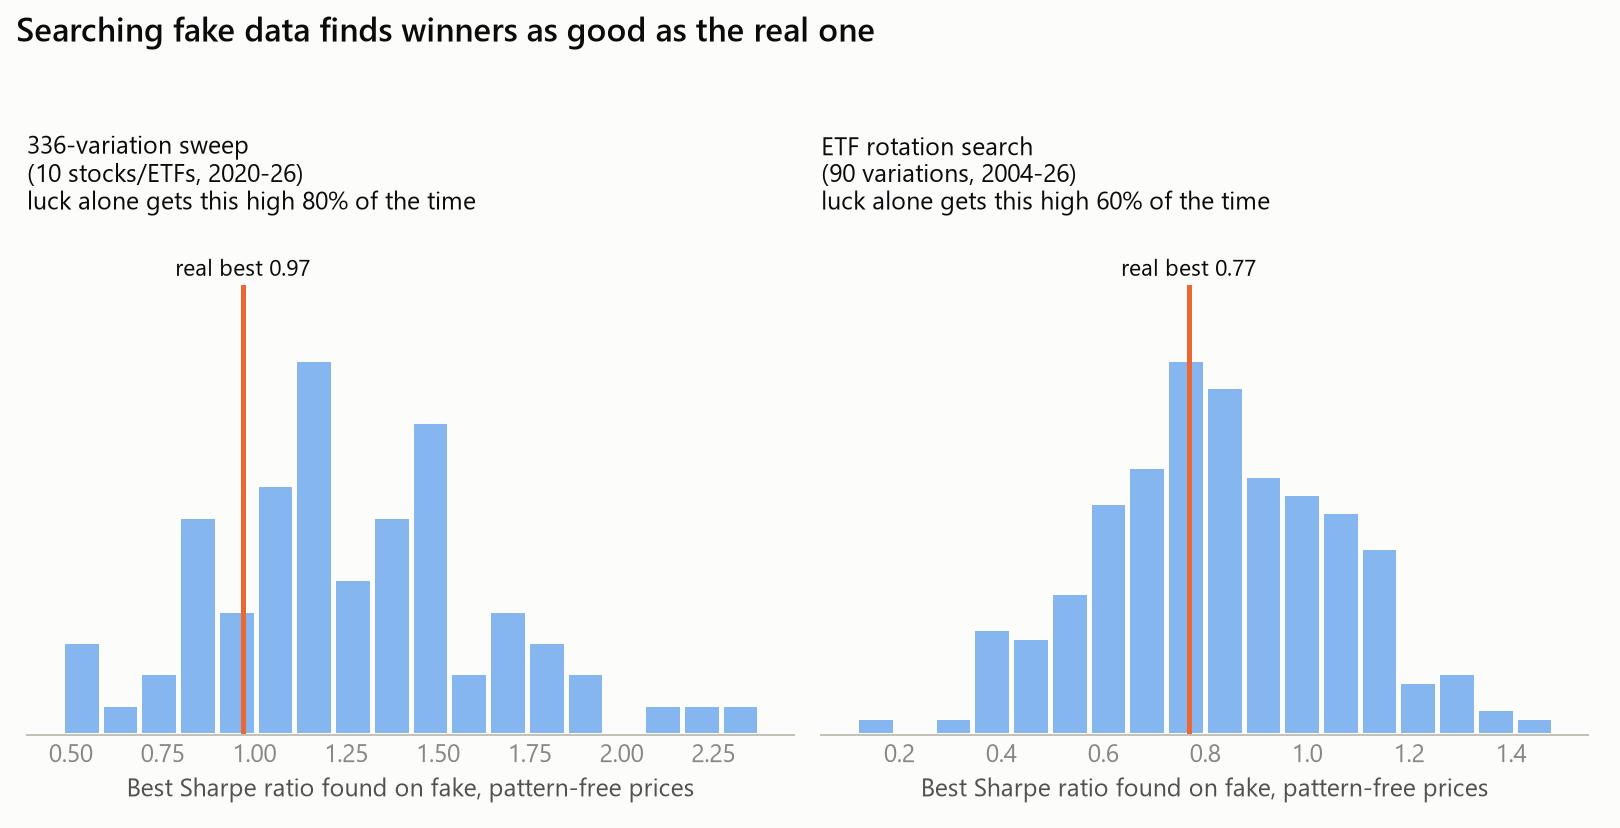 Searching fake data finds winners as good as the real one
336-variation sweep
(10 stocks/ETFs, 2020-26)
luck alone gets this high 80% of the time
real best 0.97
0.50 0.75 1.00 1.25 1.50 1.75 2.00 2.25
Best Sharpe ratio found on fake, pattern-free prices
ETF rotation search
(90 variations, 2004-26)
luck alone gets this high 60% of the time
real best 0.77
0.2 0.4 0.6 0.8 1.0 1.2 1.4
Best Sharpe ratio found on fake, pattern-free prices